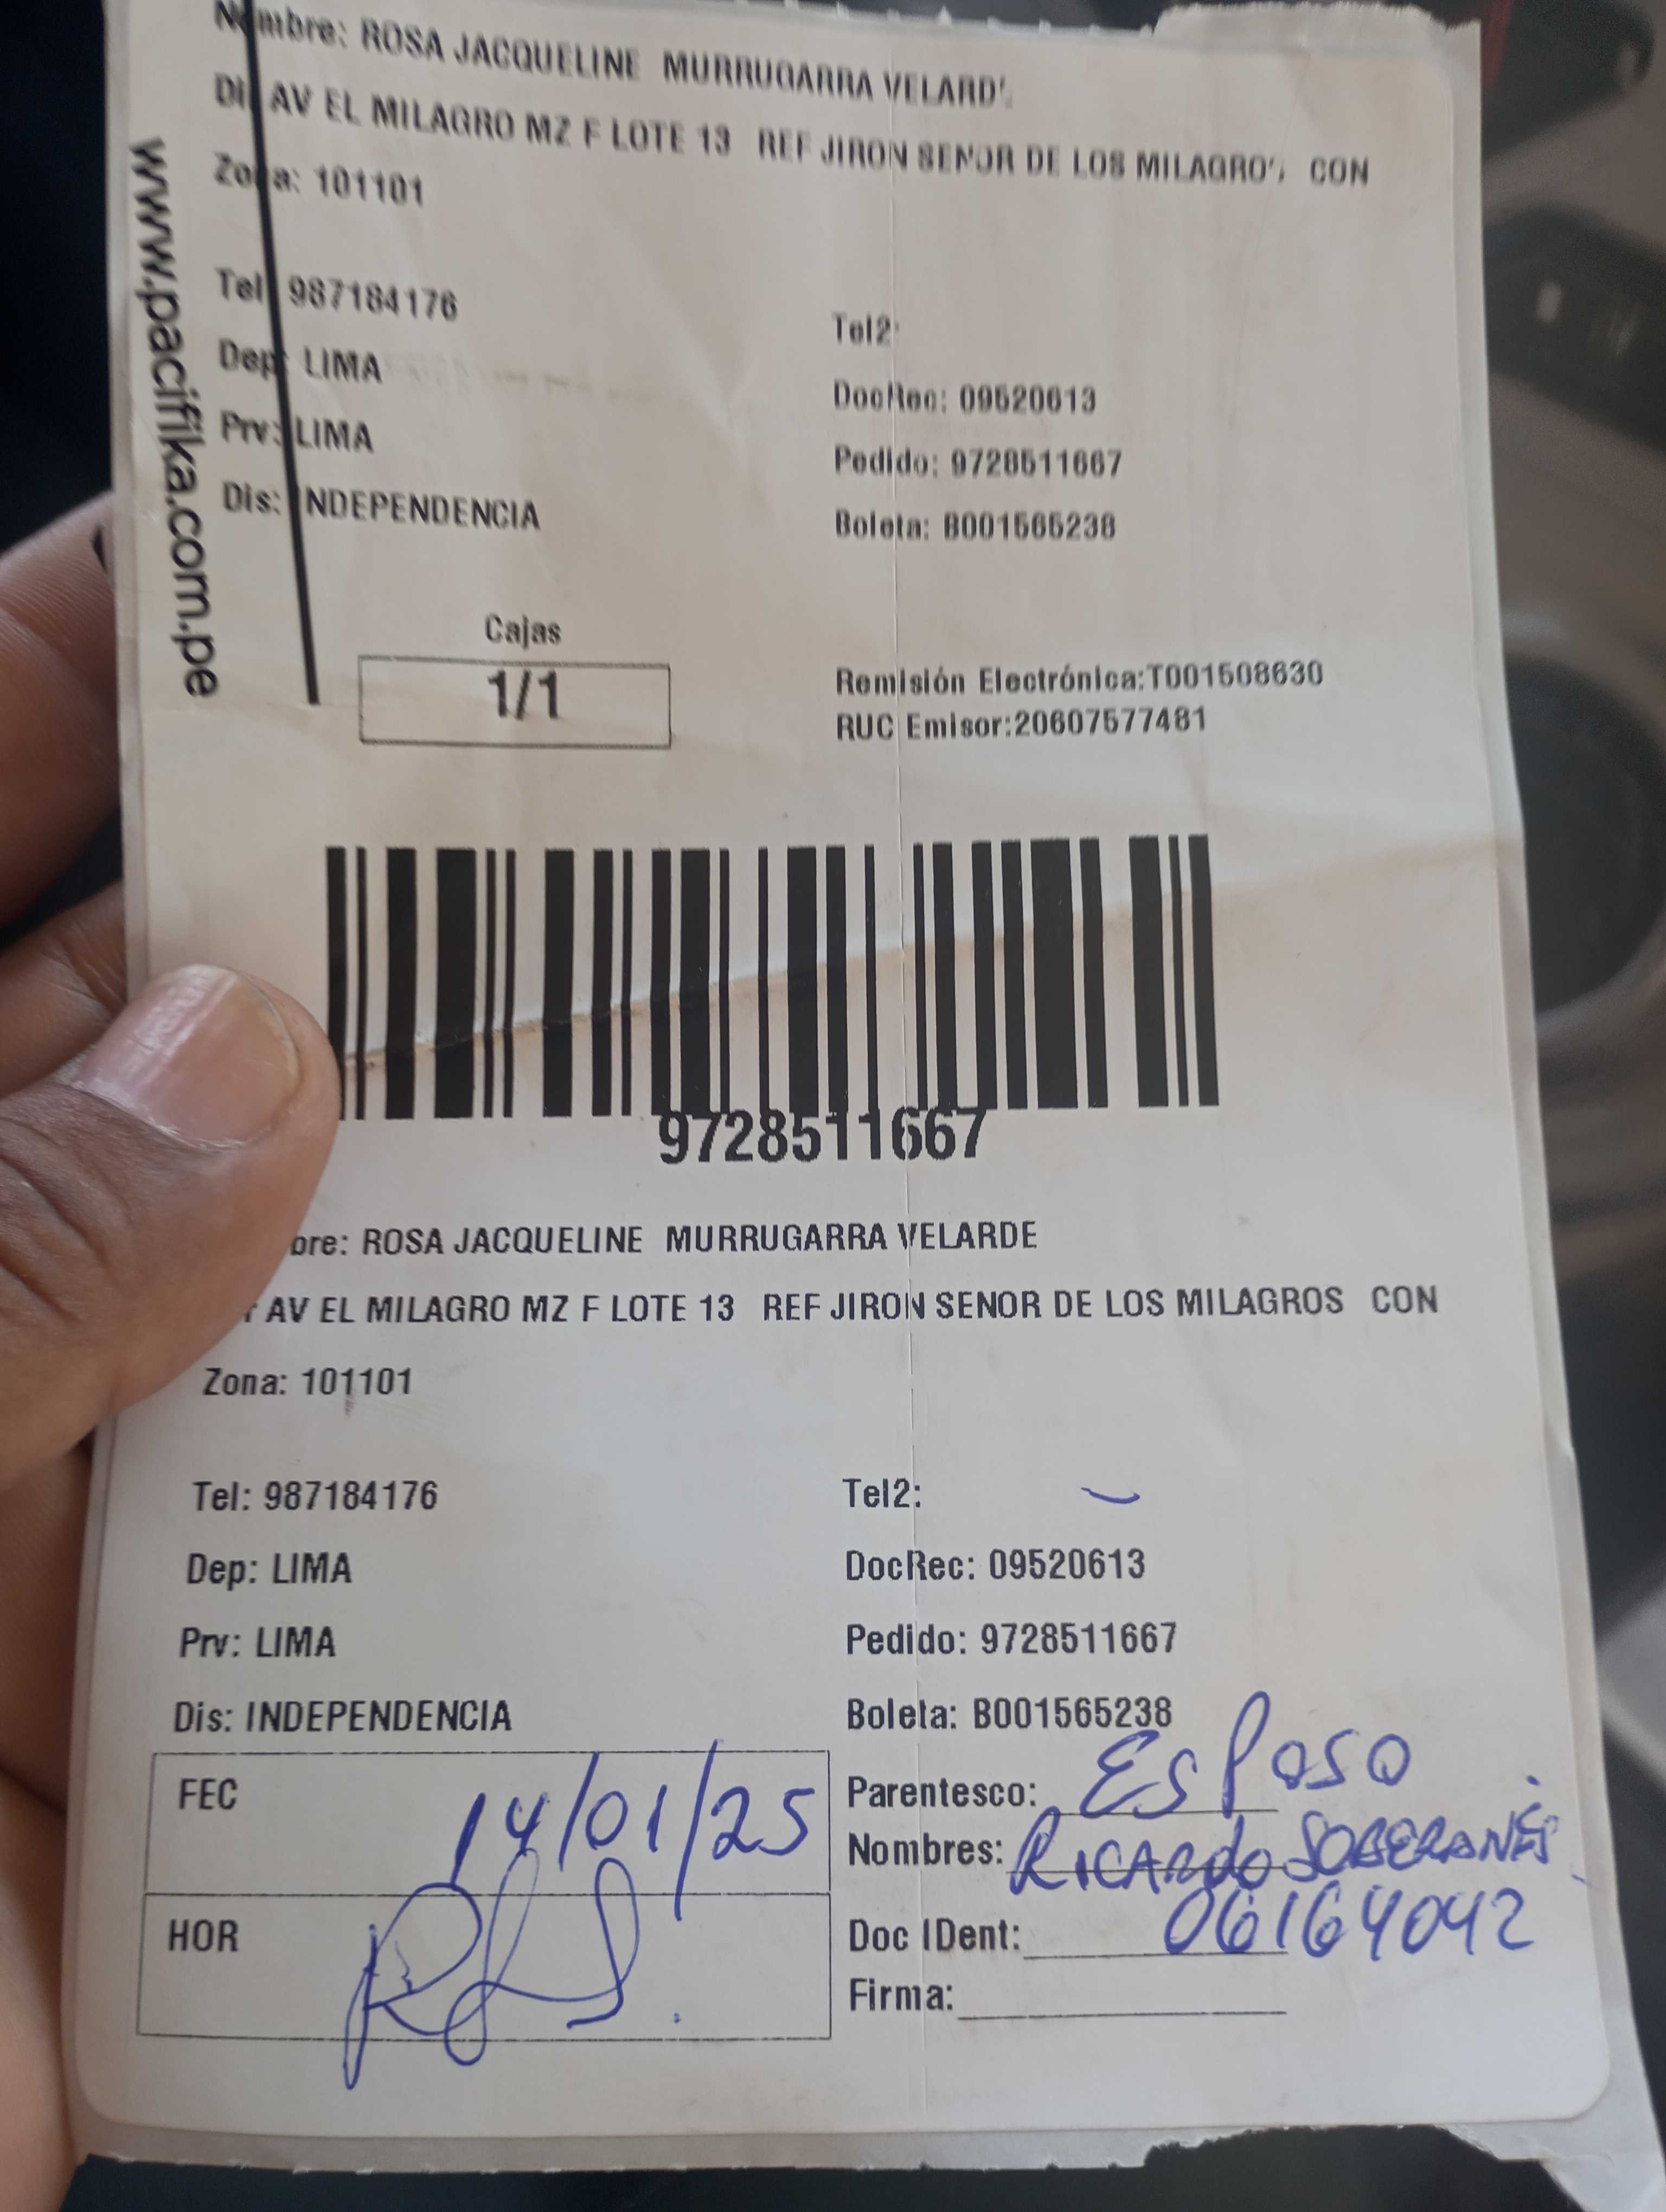 Nombre: ROSA JACQUELINE MURRUGARRA VELARD
AV EL MILAGRO MZ F LOTE 13 REF JIRON SENOR DE LOS MILAGRO CON
Zona: 101101
www.pacifika.com.pe
Tel: 987184176
Tel2:
Dep: LIMA
DocRec: 09520613
Prv: LIMA
Pedido: 9728511667
Dis: INDEPENDENCIA
Boleta: B001565238
Cajas
1/1
Remisión Electrónica:T001508630
RUC Emisor:20607577481
9728511667
bre: ROSA JACQUELINE MURRUGARRA VELARDE
AV EL MILAGRO MZ F LOTE 13 REF JIRON SENOR DE LOS MILAGROS CON
Zona: 101101
Tel: 987184176
Tel2:
Dep: LIMA
DocRec: 09520613
Prv: LIMA
Pedido: 9728511667
Dis: INDEPENDENCIA
Boleta: B001565238
FEC 14/01/25
Parentesco: Esposo
Nombres: RICARDO SOBERANES
HOR
Doc IDent: 06164042
Firma: